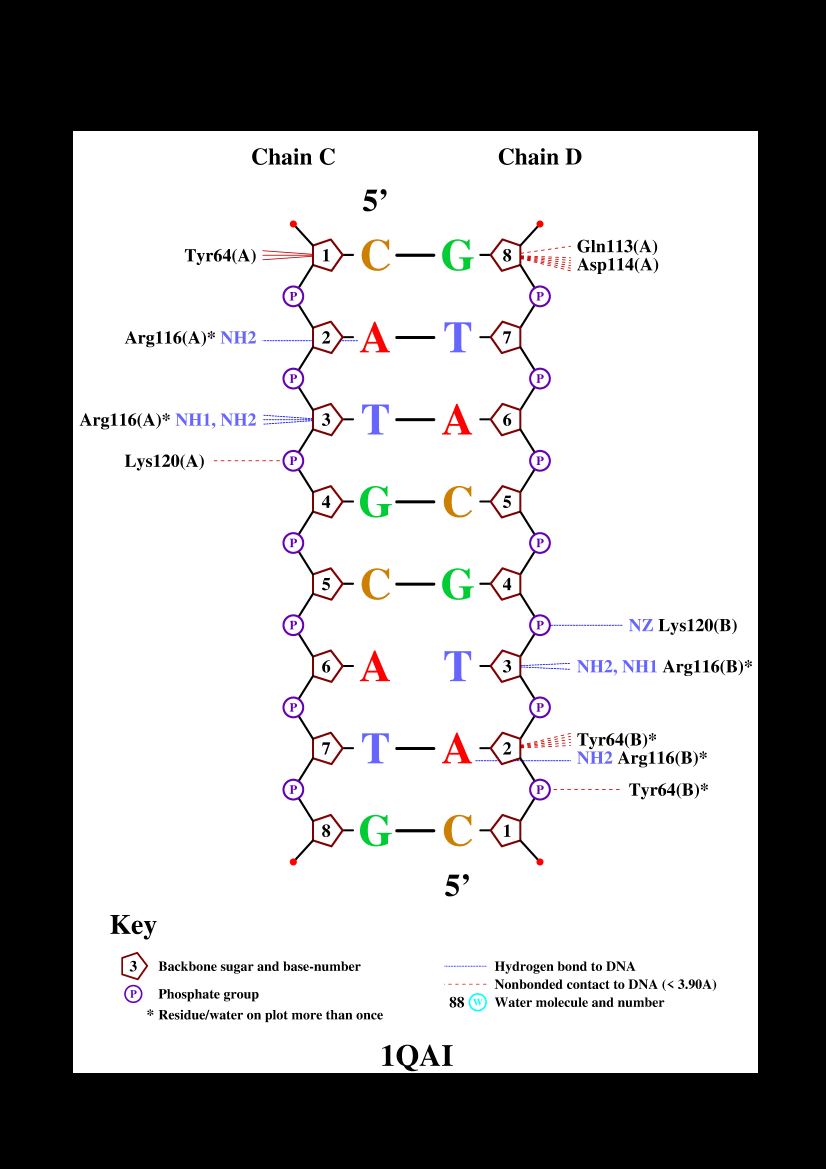 Chain C Chain D
5’
Tyr64(A) 1 C G 8 Gln113(A)
Asp114(A)
P P
Arg116(A)* NH2 2 A T 7
P P
Arg116(A)* NH1, NH2 3 T A 6
Lys120(A) P P
4 G C 5
P P
5 C G 4
P P NZ Lys120(B)
6 A T 3 NH2, NH1 Arg116(B)*
P P
7 T A 2 Tyr64(B)*
NH2 Arg116(B)*
P P Tyr64(B)*
8 G C 1
5’
Key
3 Backbone sugar and base-number
P Phosphate group
* Residue/water on plot more than once
Hydrogen bond to DNA
Nonbonded contact to DNA (< 3.90A)
88 W Water molecule and number
1QAI